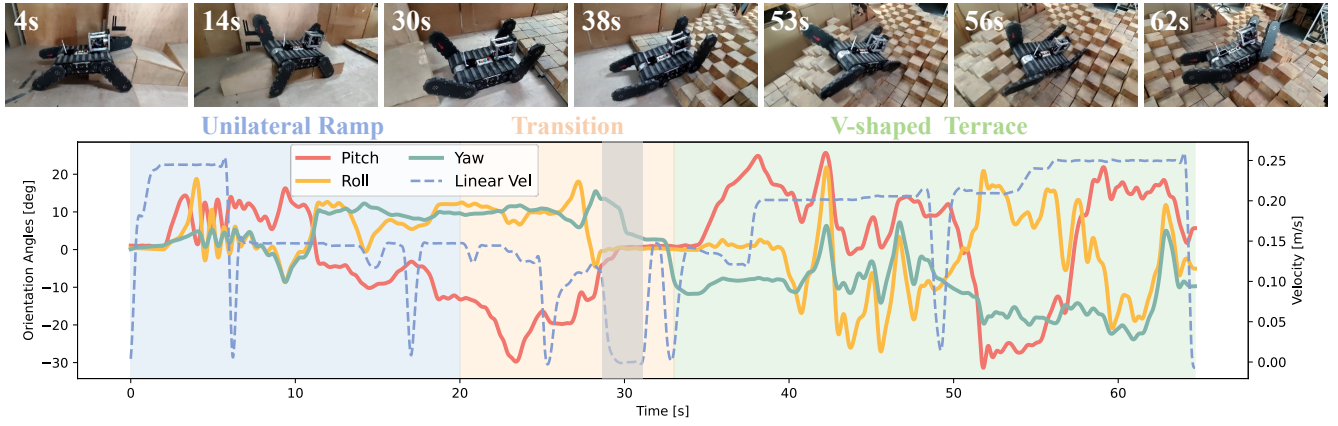 4s 14s 30s 38s 53s 56s 62s
Unilateral Ramp Transition V-shaped Terrace
Pitch Yaw
Roll Linear Vel
Orientation Angles [deg]
20
10
0
−10
−20
−30
0.25
0.20
0.15
0.10
0.05
0.00
Velocity [m/s]
0 10 20 30 40 50 60
Time [s]